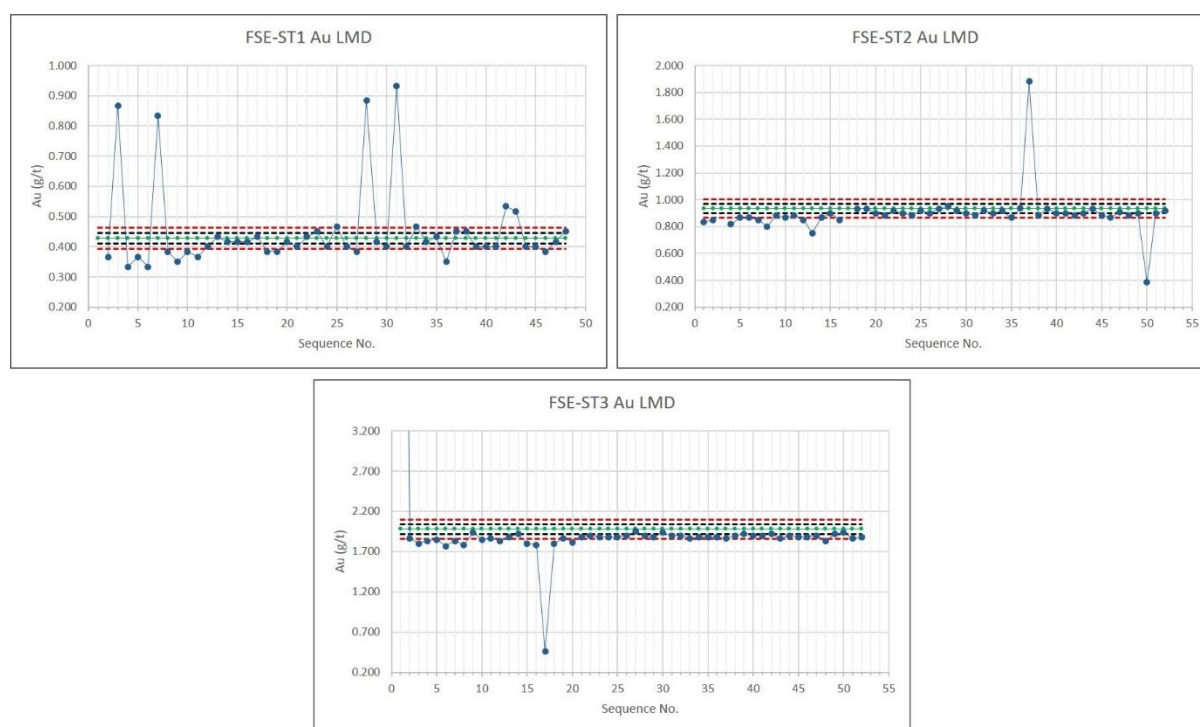 FSE-ST1 Au LMD
Au (g/t)
1.000
0.900
0.800
0.700
0.600
0.500
0.400
0.300
0.200
0 5 10 15 20 25 30 35 40 45 50
Sequence No.
FSE-ST2 Au LMD
Au (g/t)
2.000
1.800
1.600
1.400
1.200
1.000
0.800
0.600
0.400
0.200
0 5 10 15 20 25 30 35 40 45 50 55
Sequence No.
FSE-ST3 Au LMD
Au (g/t)
3.200
2.700
2.200
1.700
1.200
0.700
0.200
0 5 10 15 20 25 30 35 40 45 50 55
Sequence No.